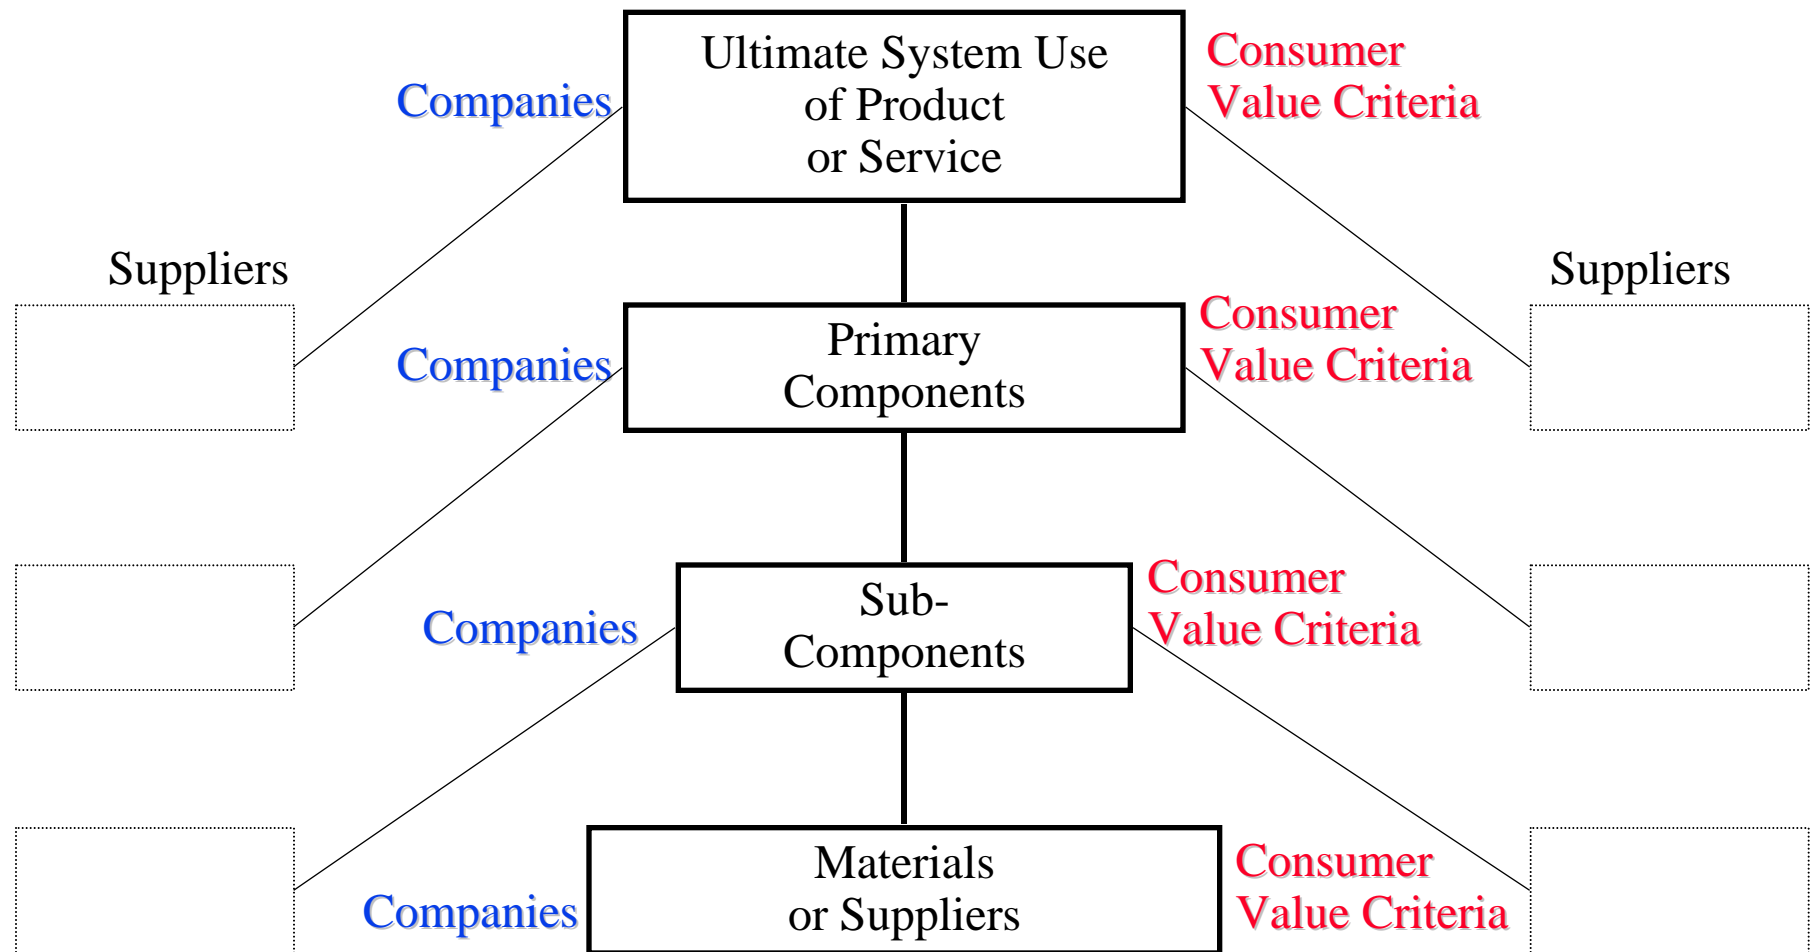 Ultimate System Use
of Product
or Service
Companies
Consumer
Value Criteria
Suppliers
Suppliers
Primary
Components
Companies
Consumer
Value Criteria
Sub-
Components
Companies
Consumer
Value Criteria
Materials
or Suppliers
Companies
Consumer
Value Criteria